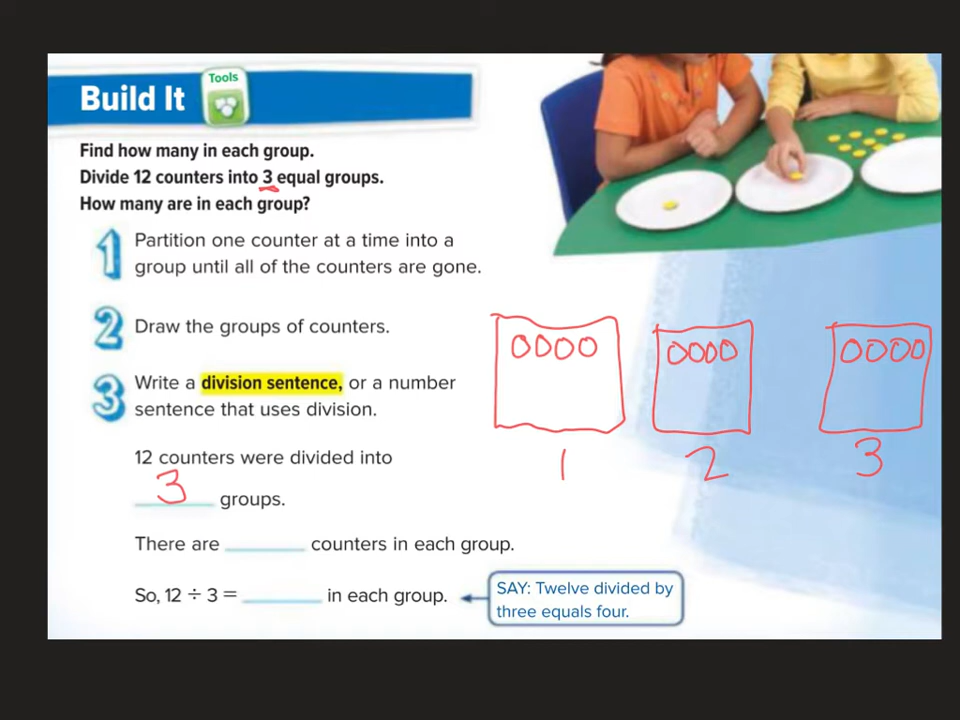 Tools
Build It
Find how many in each group.
Divide 12 counters into 3 equal groups.
How many are in each group?
1 Partition one counter at a time into a
group until all of the counters are gone.
2 Draw the groups of counters.
3 Write a division sentence, or a number
sentence that uses division.
12 counters were divided into
3 groups.
There are ____ counters in each group.
So, 12 ÷ 3 = ____ in each group.
SAY: Twelve divided by
three equals four.
1 2 3